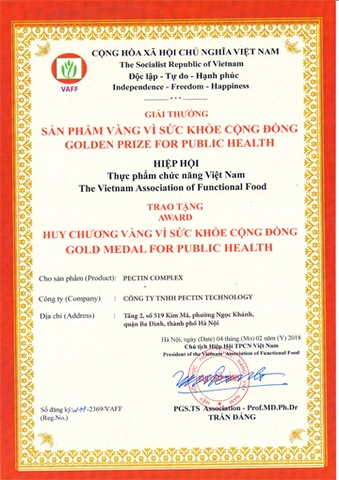 CỘNG HÒA XÃ HỘI CHỦ NGHĨA VIỆT NAM
The Socialist Republic of Vietnam
Độc lập - Tự do - Hạnh phúc
Independence - Freedom - Happiness
VAFF
GIẢI THƯỞNG
SẢN PHẨM VÀNG VÌ SỨC KHỎE CỘNG ĐỒNG
GOLDEN PRIZE FOR PUBLIC HEALTH
HIỆP HỘI
Thực phẩm chức năng Việt Nam
The Vietnam Association of Functional Food
TRAO TẶNG
AWARD
HUY CHƯƠNG VÀNG VÌ SỨC KHỎE CỘNG ĐỒNG
GOLD MEDAL FOR PUBLIC HEALTH
Cho sản phẩm (Product): PECTIN COMPLEX
Công ty (Company) : CÔNG TY TNHH PECTIN TECHNOLOGY
Địa chỉ (Address) : Tầng 2, số 519 Kim Mã, phường Ngọc Khánh,
quận Ba Đình, thành phố Hà Nội
Hà Nội, ngày (Date) 04 tháng (Mo) 02 năm (Y) 2018
Chủ tịch Hiệp Hội TPCN Việt Nam
President of the Vietnam Association of Functional Food
Số đăng ký: -2369/VAFF
(Reg.No.)
PGS.TS Association - Prof.MD.Ph.Dr
TRẦN ĐÁNG